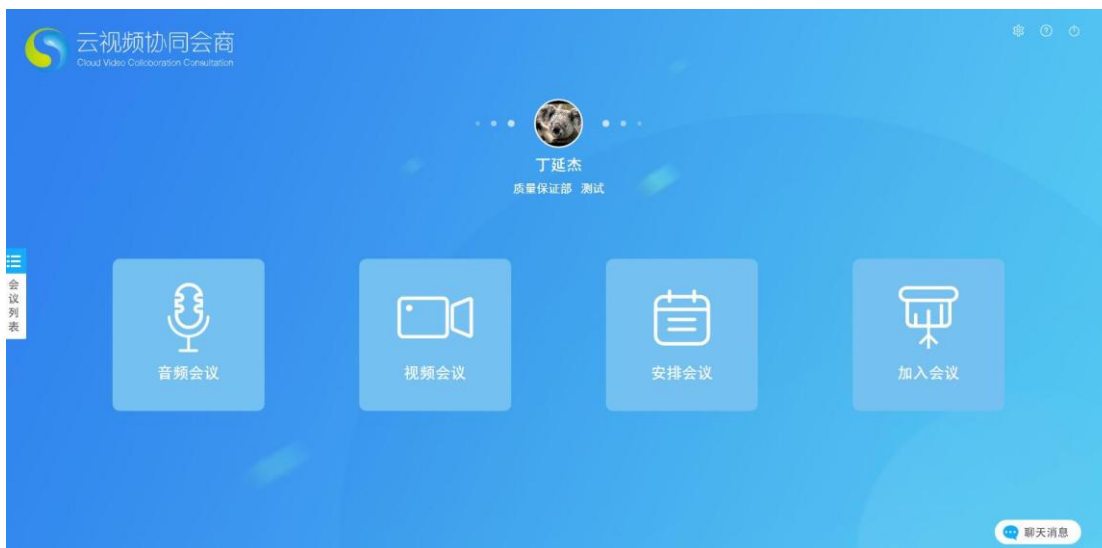 云视频协同会商
Cloud Video Colloboration Consultation
丁延杰
质量保证部 测试
会议列表
音频会议
视频会议
安排会议
加入会议
聊天消息